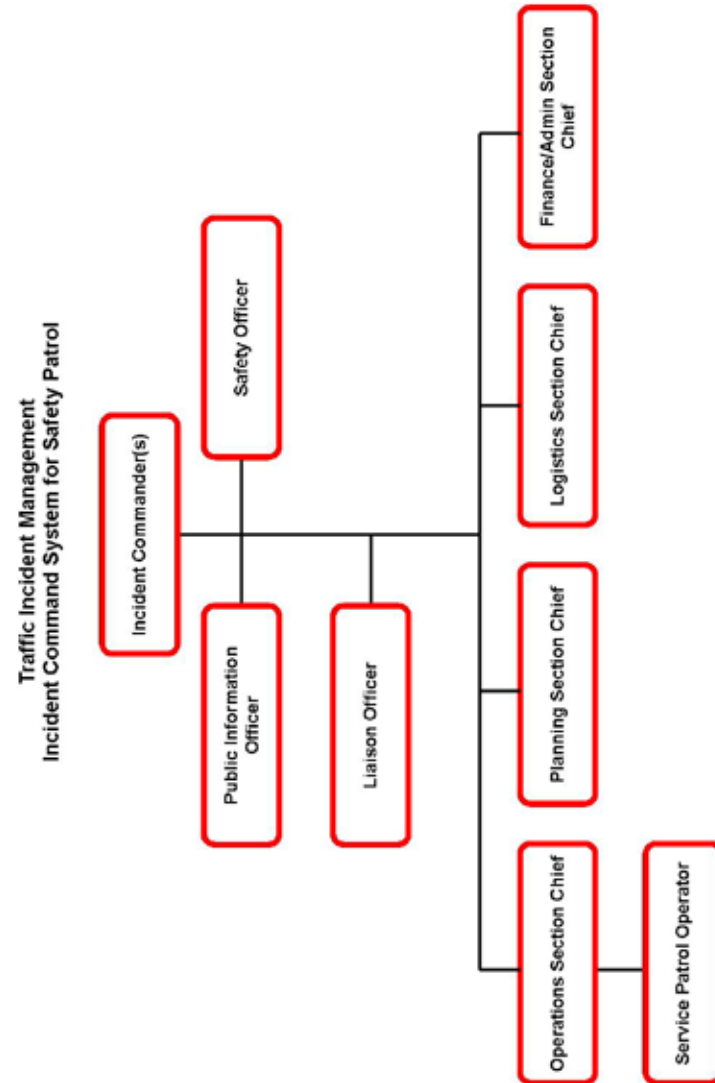 Traffic Incident Management
Incident Command System for Safety Patrol
Incident Commander(s)
Public Information
Officer
Safety Officer
Liaison Officer
Operations Section Chief
Planning Section Chief
Logistics Section Chief
Finance/Admin Section
Chief
Service Patrol Operator